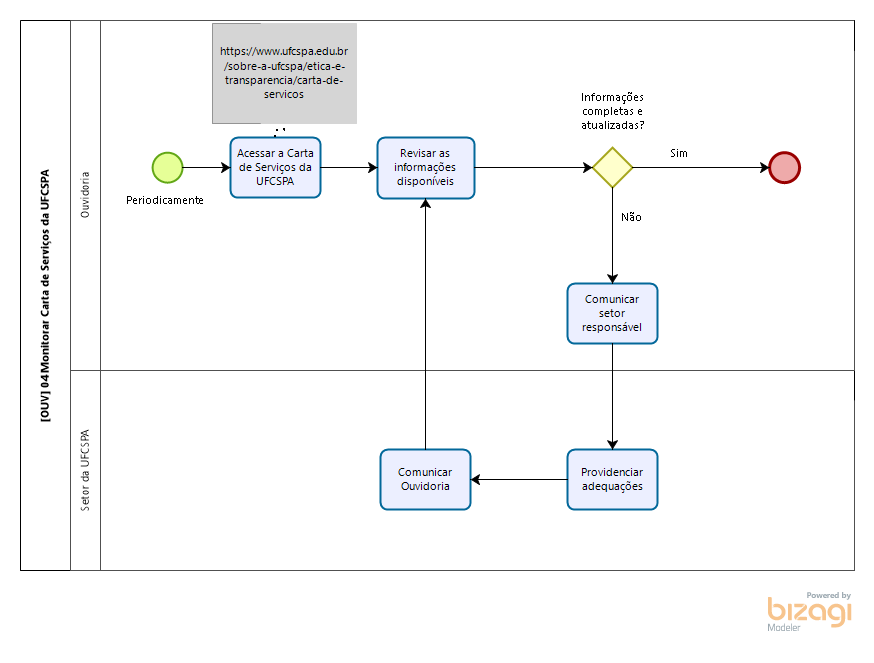 [OUV] 04 Monitorar Carta de Serviços da UFCSPA
Ouvidoria
https://www.ufcspa.edu.br
/sobre-a-ufcspa/etica-e-
transparencia/carta-de-
servicos
Periodicamente
Acessar a Carta
de Serviços da
UFCSPA
Revisar as
informações
disponíveis
Informações
completas e
atualizadas?
Sim
Não
Comunicar
setor
responsável
Setor da UFCSPA
Comunicar
Ouvidoria
Providenciar
adequações
Powered by
bizagi
Modeler